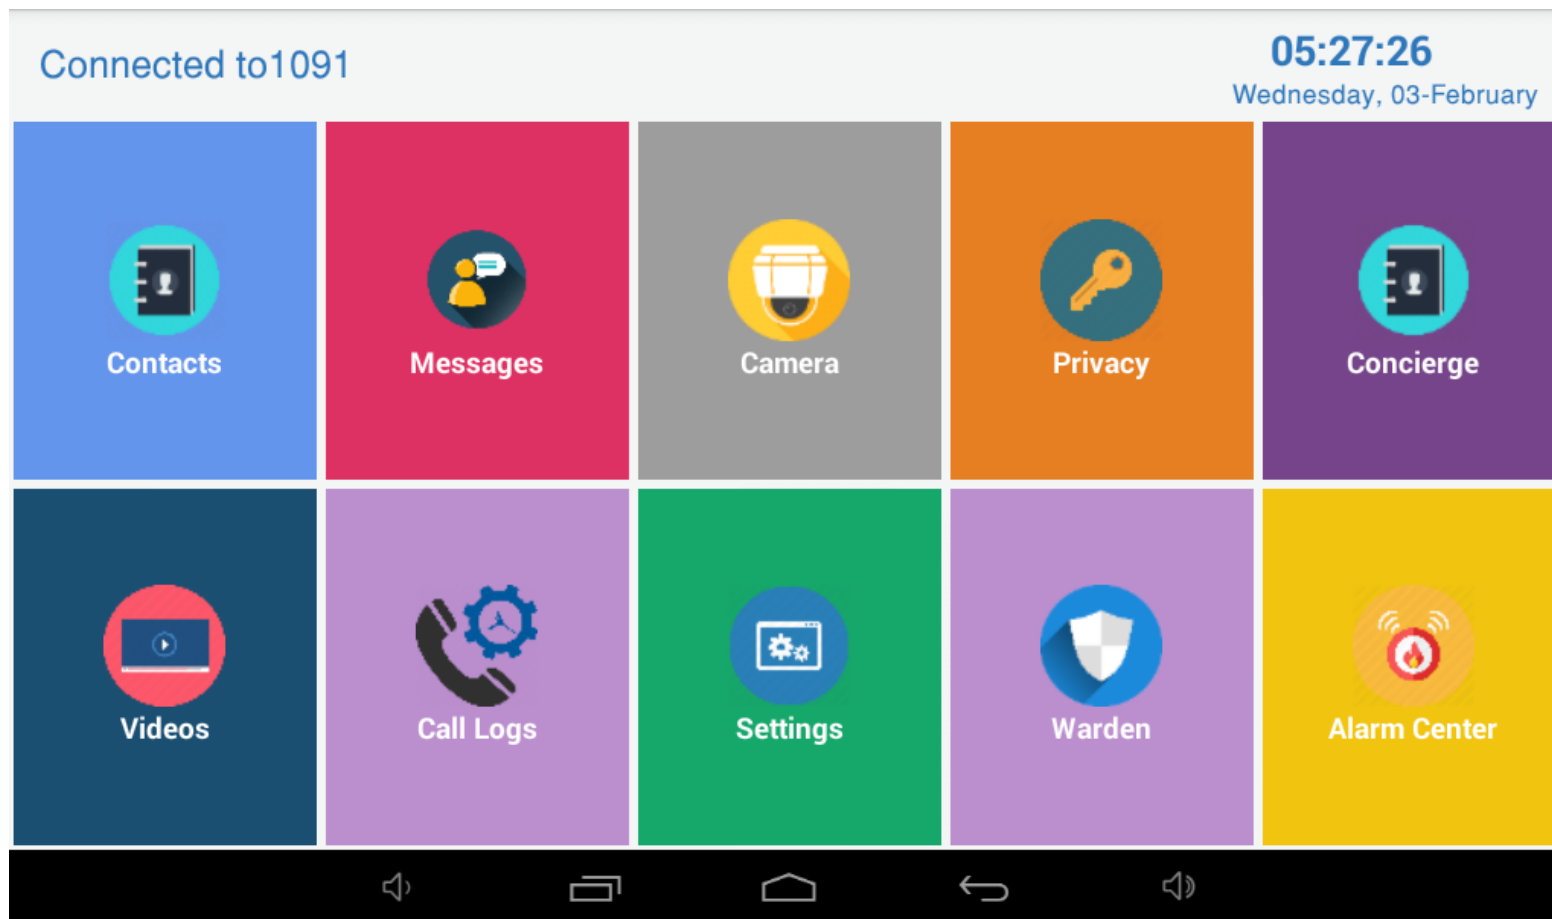 Connected to1091
05:27:26
Wednesday, 03-February
Contacts
Messages
Camera
Privacy
Concierge
Videos
Call Logs
Settings
Warden
Alarm Center